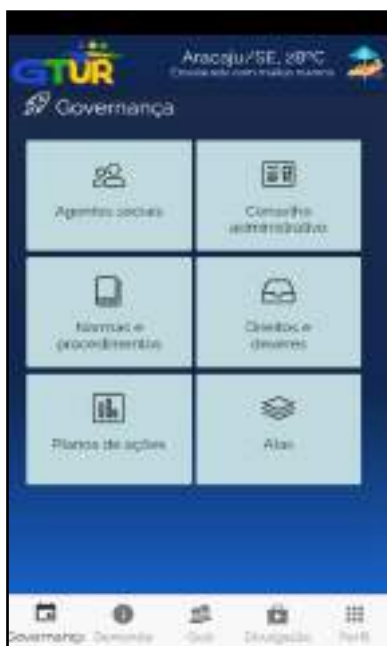 GTUR
Aracaju/SE, 28°C
Governança
Agentes sociais
Conselho
administrativo
Normas e
procedimentos
Direitos e
deveres
Planos de ações
Atas
Governança Demandas Divulgação Perfil